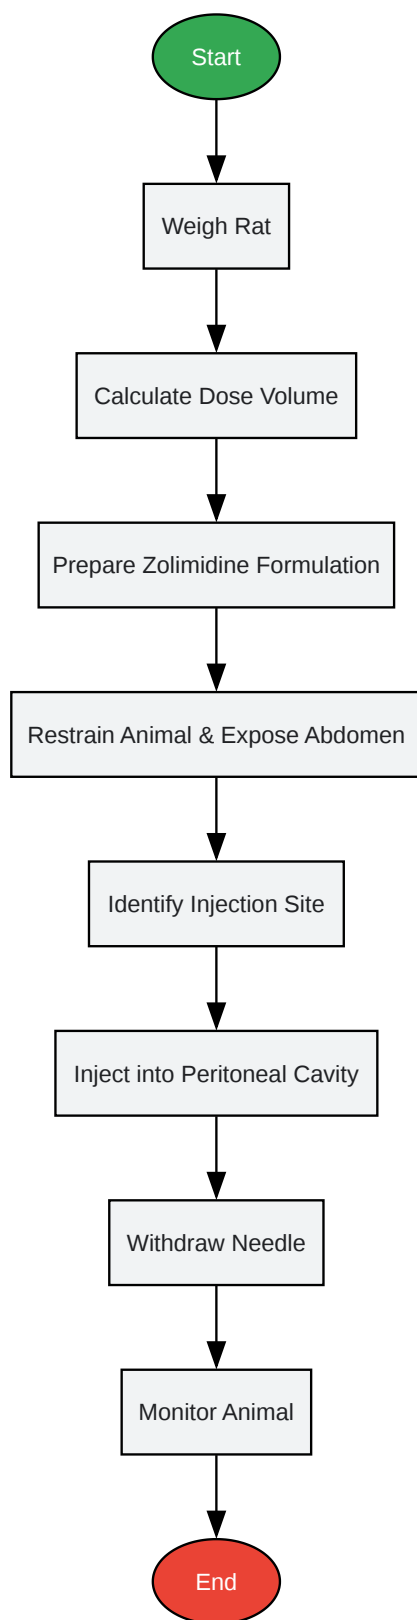 Start
Weigh Rat
Calculate Dose Volume
Prepare Zolimidine Formulation
Restrain Animal & Expose Abdomen
Identify Injection Site
Inject into Peritoneal Cavity
Withdraw Needle
Monitor Animal
End